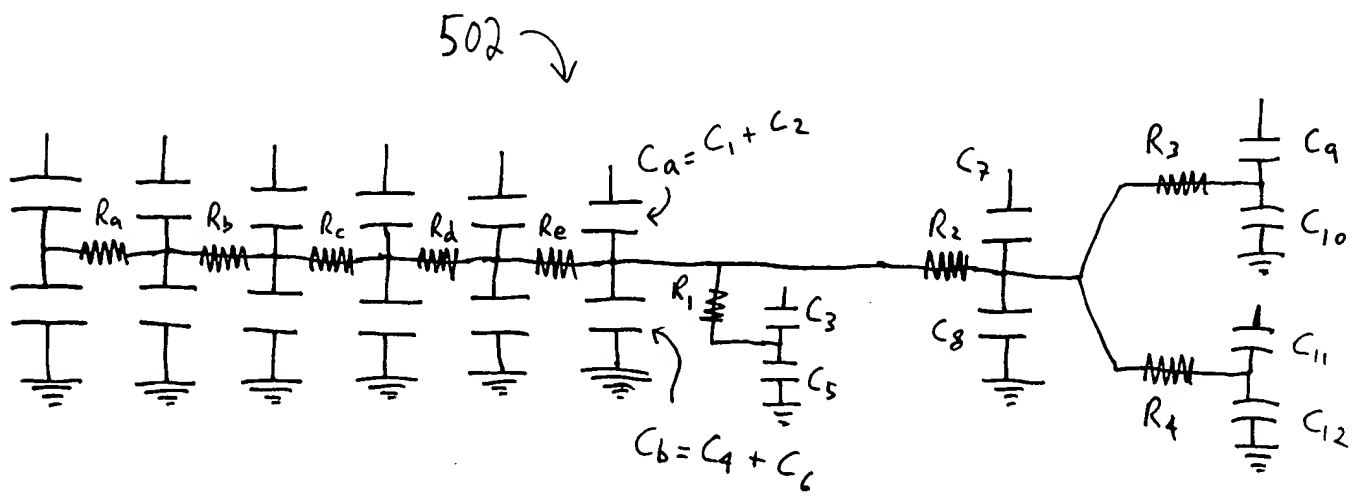 502
Ca = C1 + C2
Ra
Rb
Rc
Rd
Re
R1
C3
C5
Cb = C4 + C6
R2
C7
C8
R3
C9
C10
R4
C11
C12